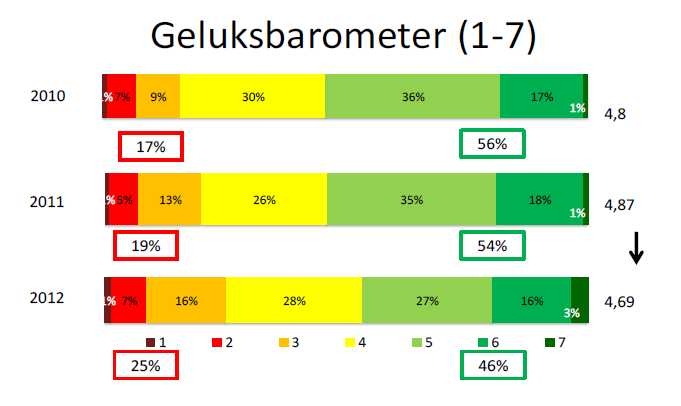 Geluksbarometer (1-7)
2010
1% 7% 9% 30% 36% 17% 1%
4,8
17% 56%
2011
1% 5% 13% 26% 35% 18% 1%
4,87
19% 54%
2012
1% 7% 16% 28% 27% 16% 3%
4,69
1 2 3 4 5 6 7
25% 46%